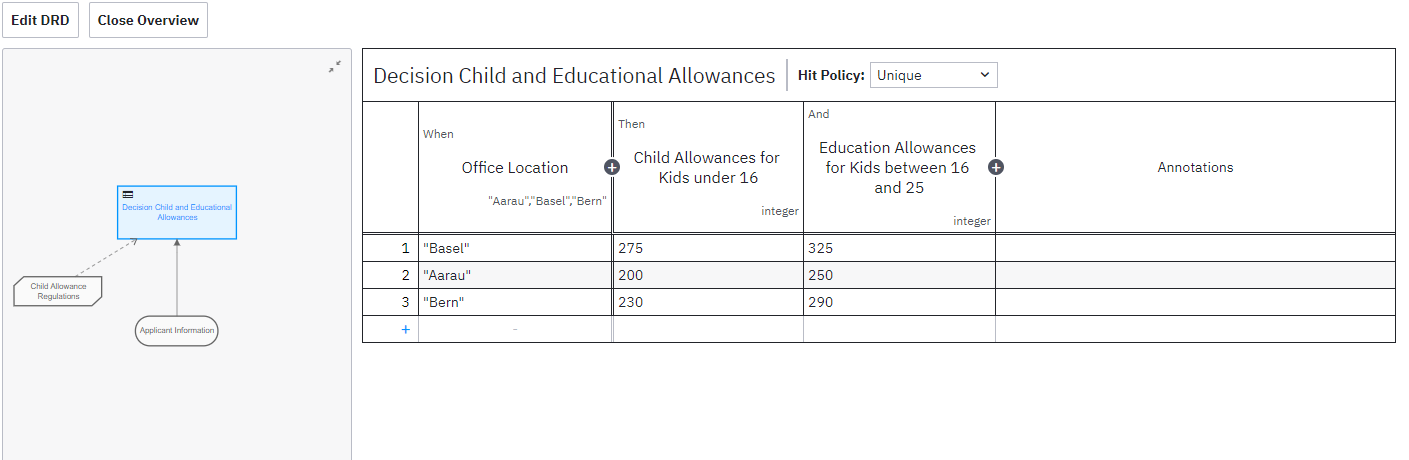 Edit DRD
Close Overview
Decision Child and Educational
Allowances
Child Allowance
Regulations
Applicant Information
Decision Child and Educational Allowances
Hit Policy: Unique
When
Office Location
"Aarau","Basel","Bern"
Then
Child Allowances for
Kids under 16
integer
And
Education Allowances
for Kids between 16
and 25
integer
Annotations
1 "Basel" 275 325
2 "Aarau" 200 250
3 "Bern" 230 290
+ -